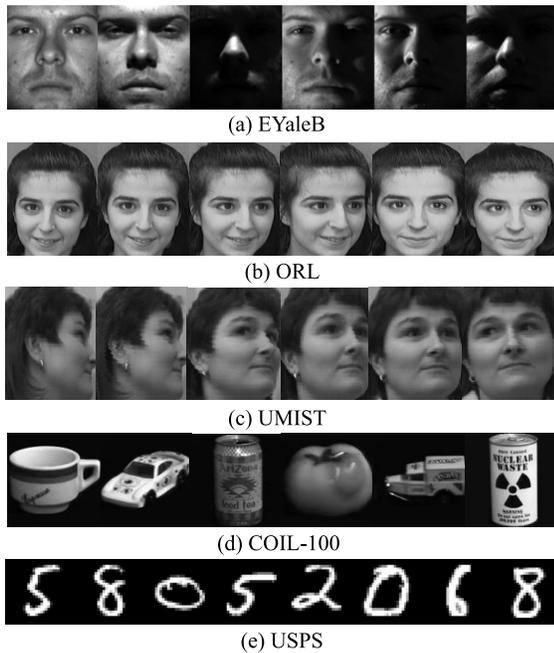 (a) EYaleB
(b) ORL
(c) UMIST
AriZona
Iced tea
NUCLEAR
WASTE
(d) COIL-100
5 8 0 5 2 0 6 8
(e) USPS